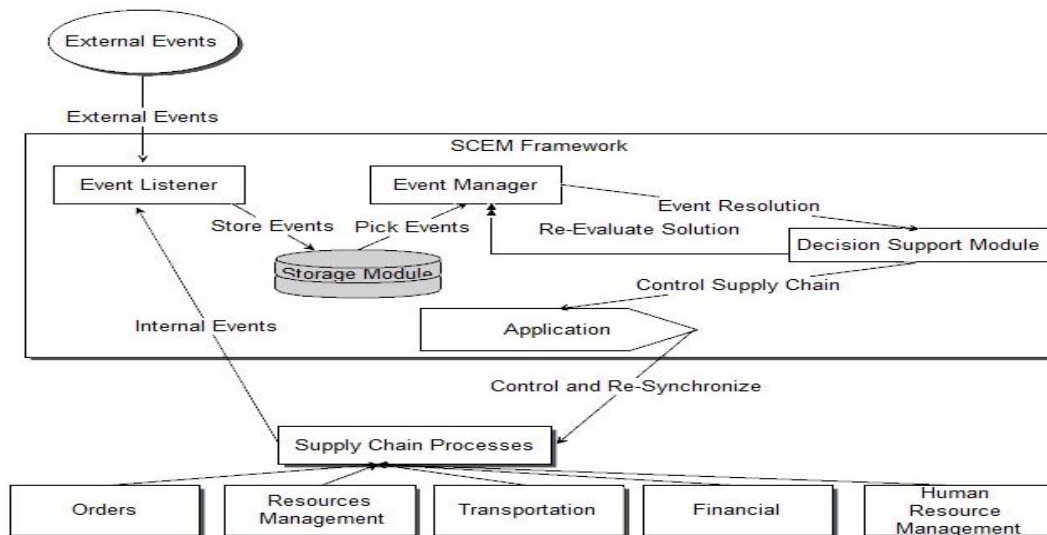 External Events
External Events
SCEM Framework
Event Listener
Event Manager
Store Events
Pick Events
Event Resolution
Re-Evaluate Solution
Decision Support Module
Storage Module
Control Supply Chain
Internal Events
Application
Control and Re-Synchronize
Supply Chain Processes
Orders
Resources
Management
Transportation
Financial
Human
Resource
Management